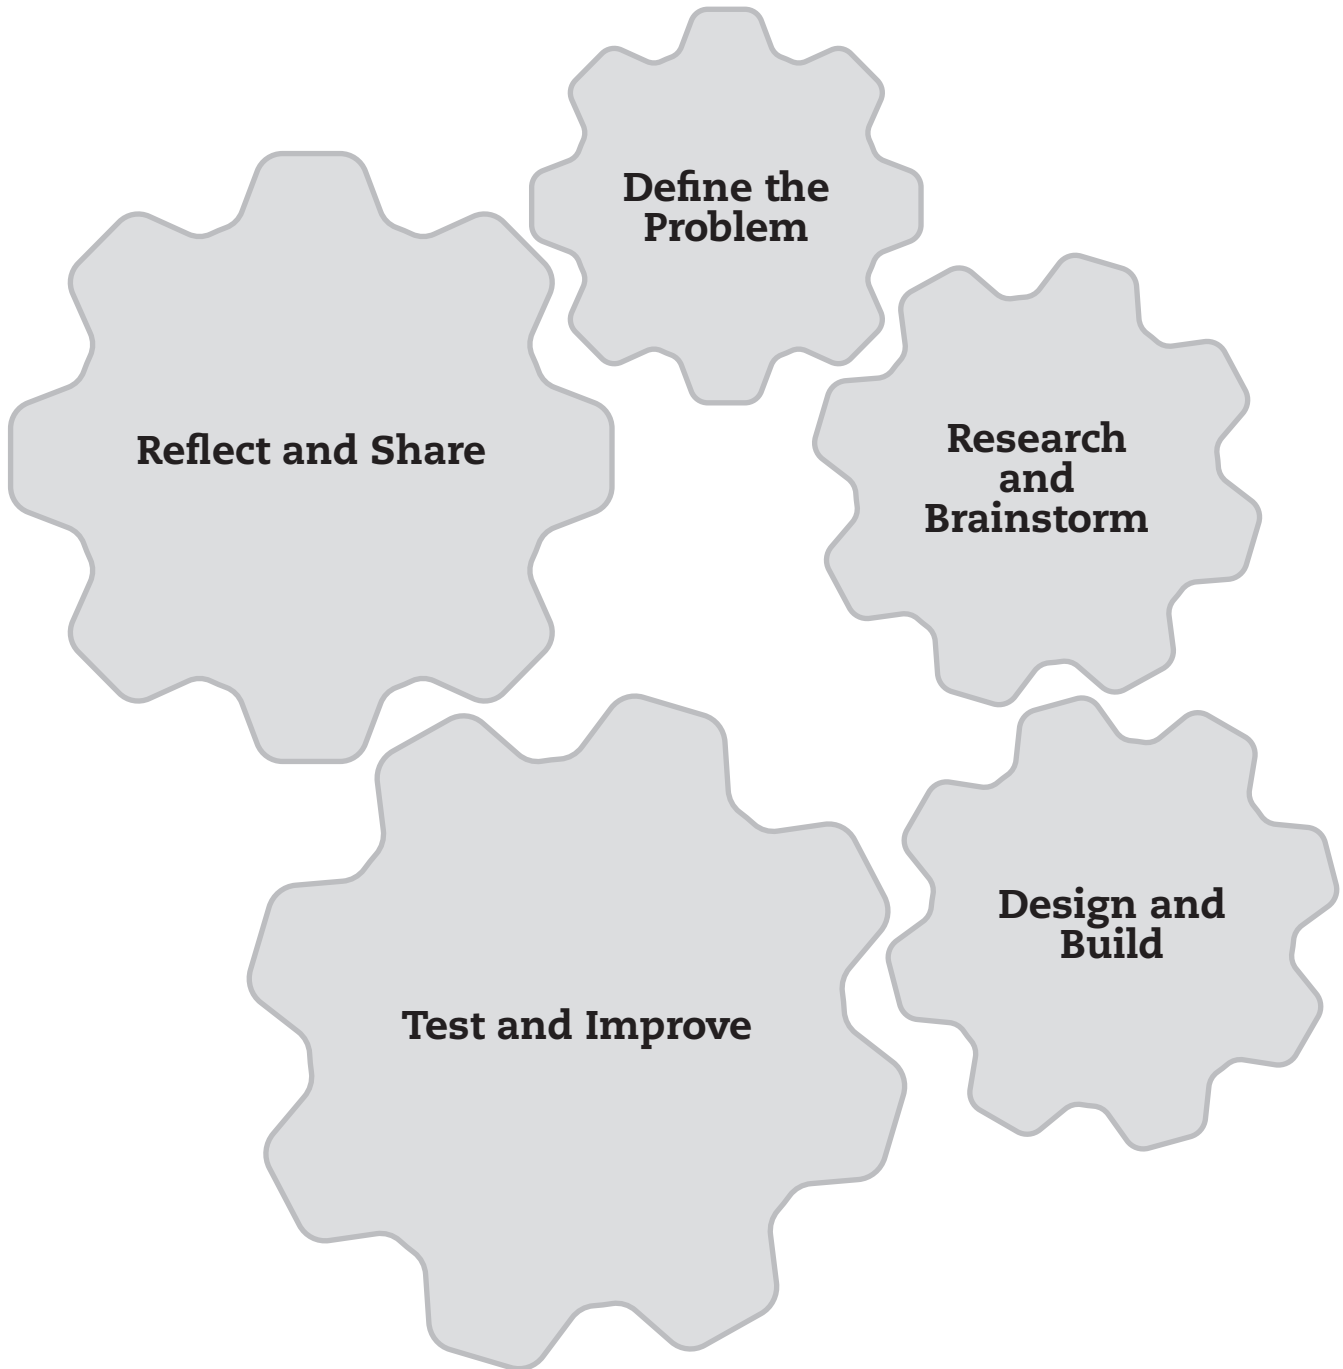 Define the
Problem
Research
and
Brainstorm
Design and
Build
Test and Improve
Reflect and Share